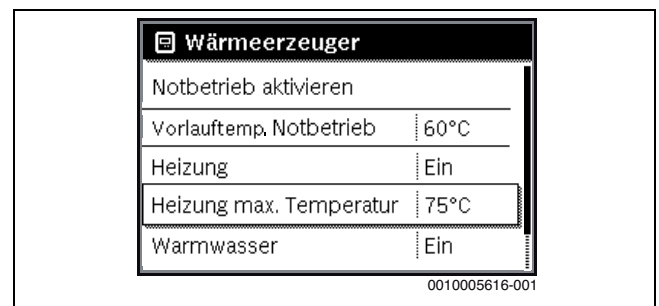 Wärmeerzeuger
Notbetrieb aktivieren
Vorlauftemp. Notbetrieb 60°C
Heizung Ein
Heizung max. Temperatur 75°C
Warmwasser Ein
0010005616-001